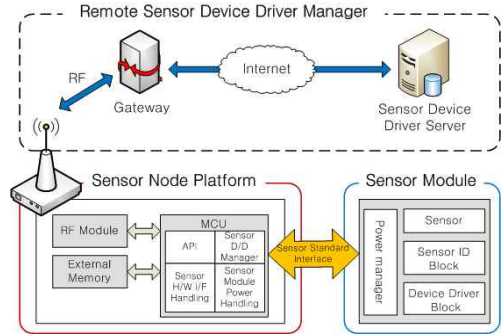 Remote Sensor Device Driver Manager
RF
Gateway
Internet
Sensor Device
Driver Server
Sensor Node Platform
RF Module
External
Memory
MCU
API
Sensor
D/D
Manager
Sensor
H/W I/F
Handling
Sensor
Module
Power
Handling
Sensor Standard
Interface
Sensor Module
Power manager
Sensor
Sensor ID
Block
Device Driver
Block